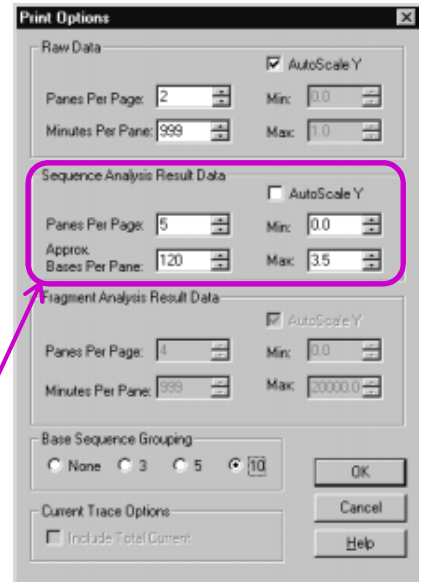 Print Options
Raw Data
AutoScale Y
Panes Per Page: 2
Min: 0.0
Minutes Per Pane: 999
Max: 1.0
Sequence Analysis Result Data
AutoScale Y
Panes Per Page: 5
Min: 0.0
Approx.
Bases Per Pane: 120
Max: 3.5
Fragment Analysis Result Data
AutoScale Y
Panes Per Page: 4
Min: 0.0
Minutes Per Pane: 999
Max: 20000.0
Base Sequence Grouping
None 3 5 10
OK
Current Trace Options
Cancel
Include Total Current
Help